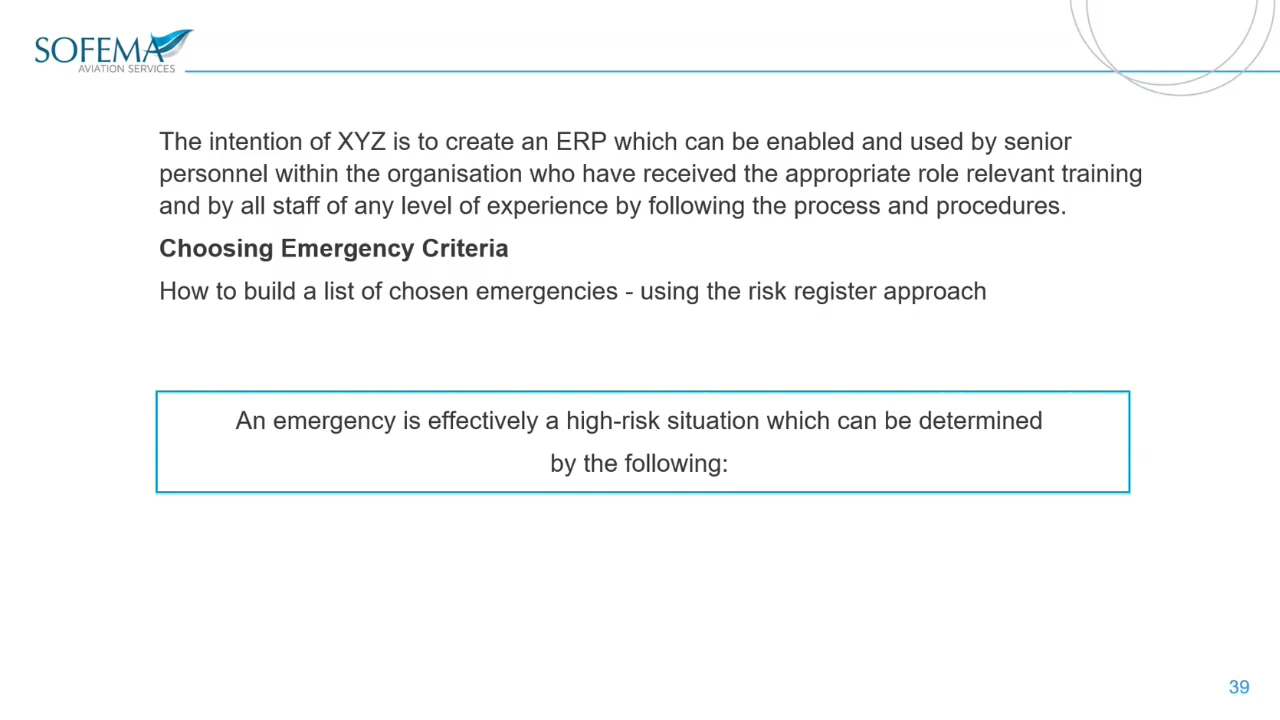 SOFEMA
AVIATION SERVICES
The intention of XYZ is to create an ERP which can be enabled and used by senior
personnel within the organisation who have received the appropriate role relevant training
and by all staff of any level of experience by following the process and procedures.
Choosing Emergency Criteria
How to build a list of chosen emergencies - using the risk register approach
An emergency is effectively a high-risk situation which can be determined
by the following:
39